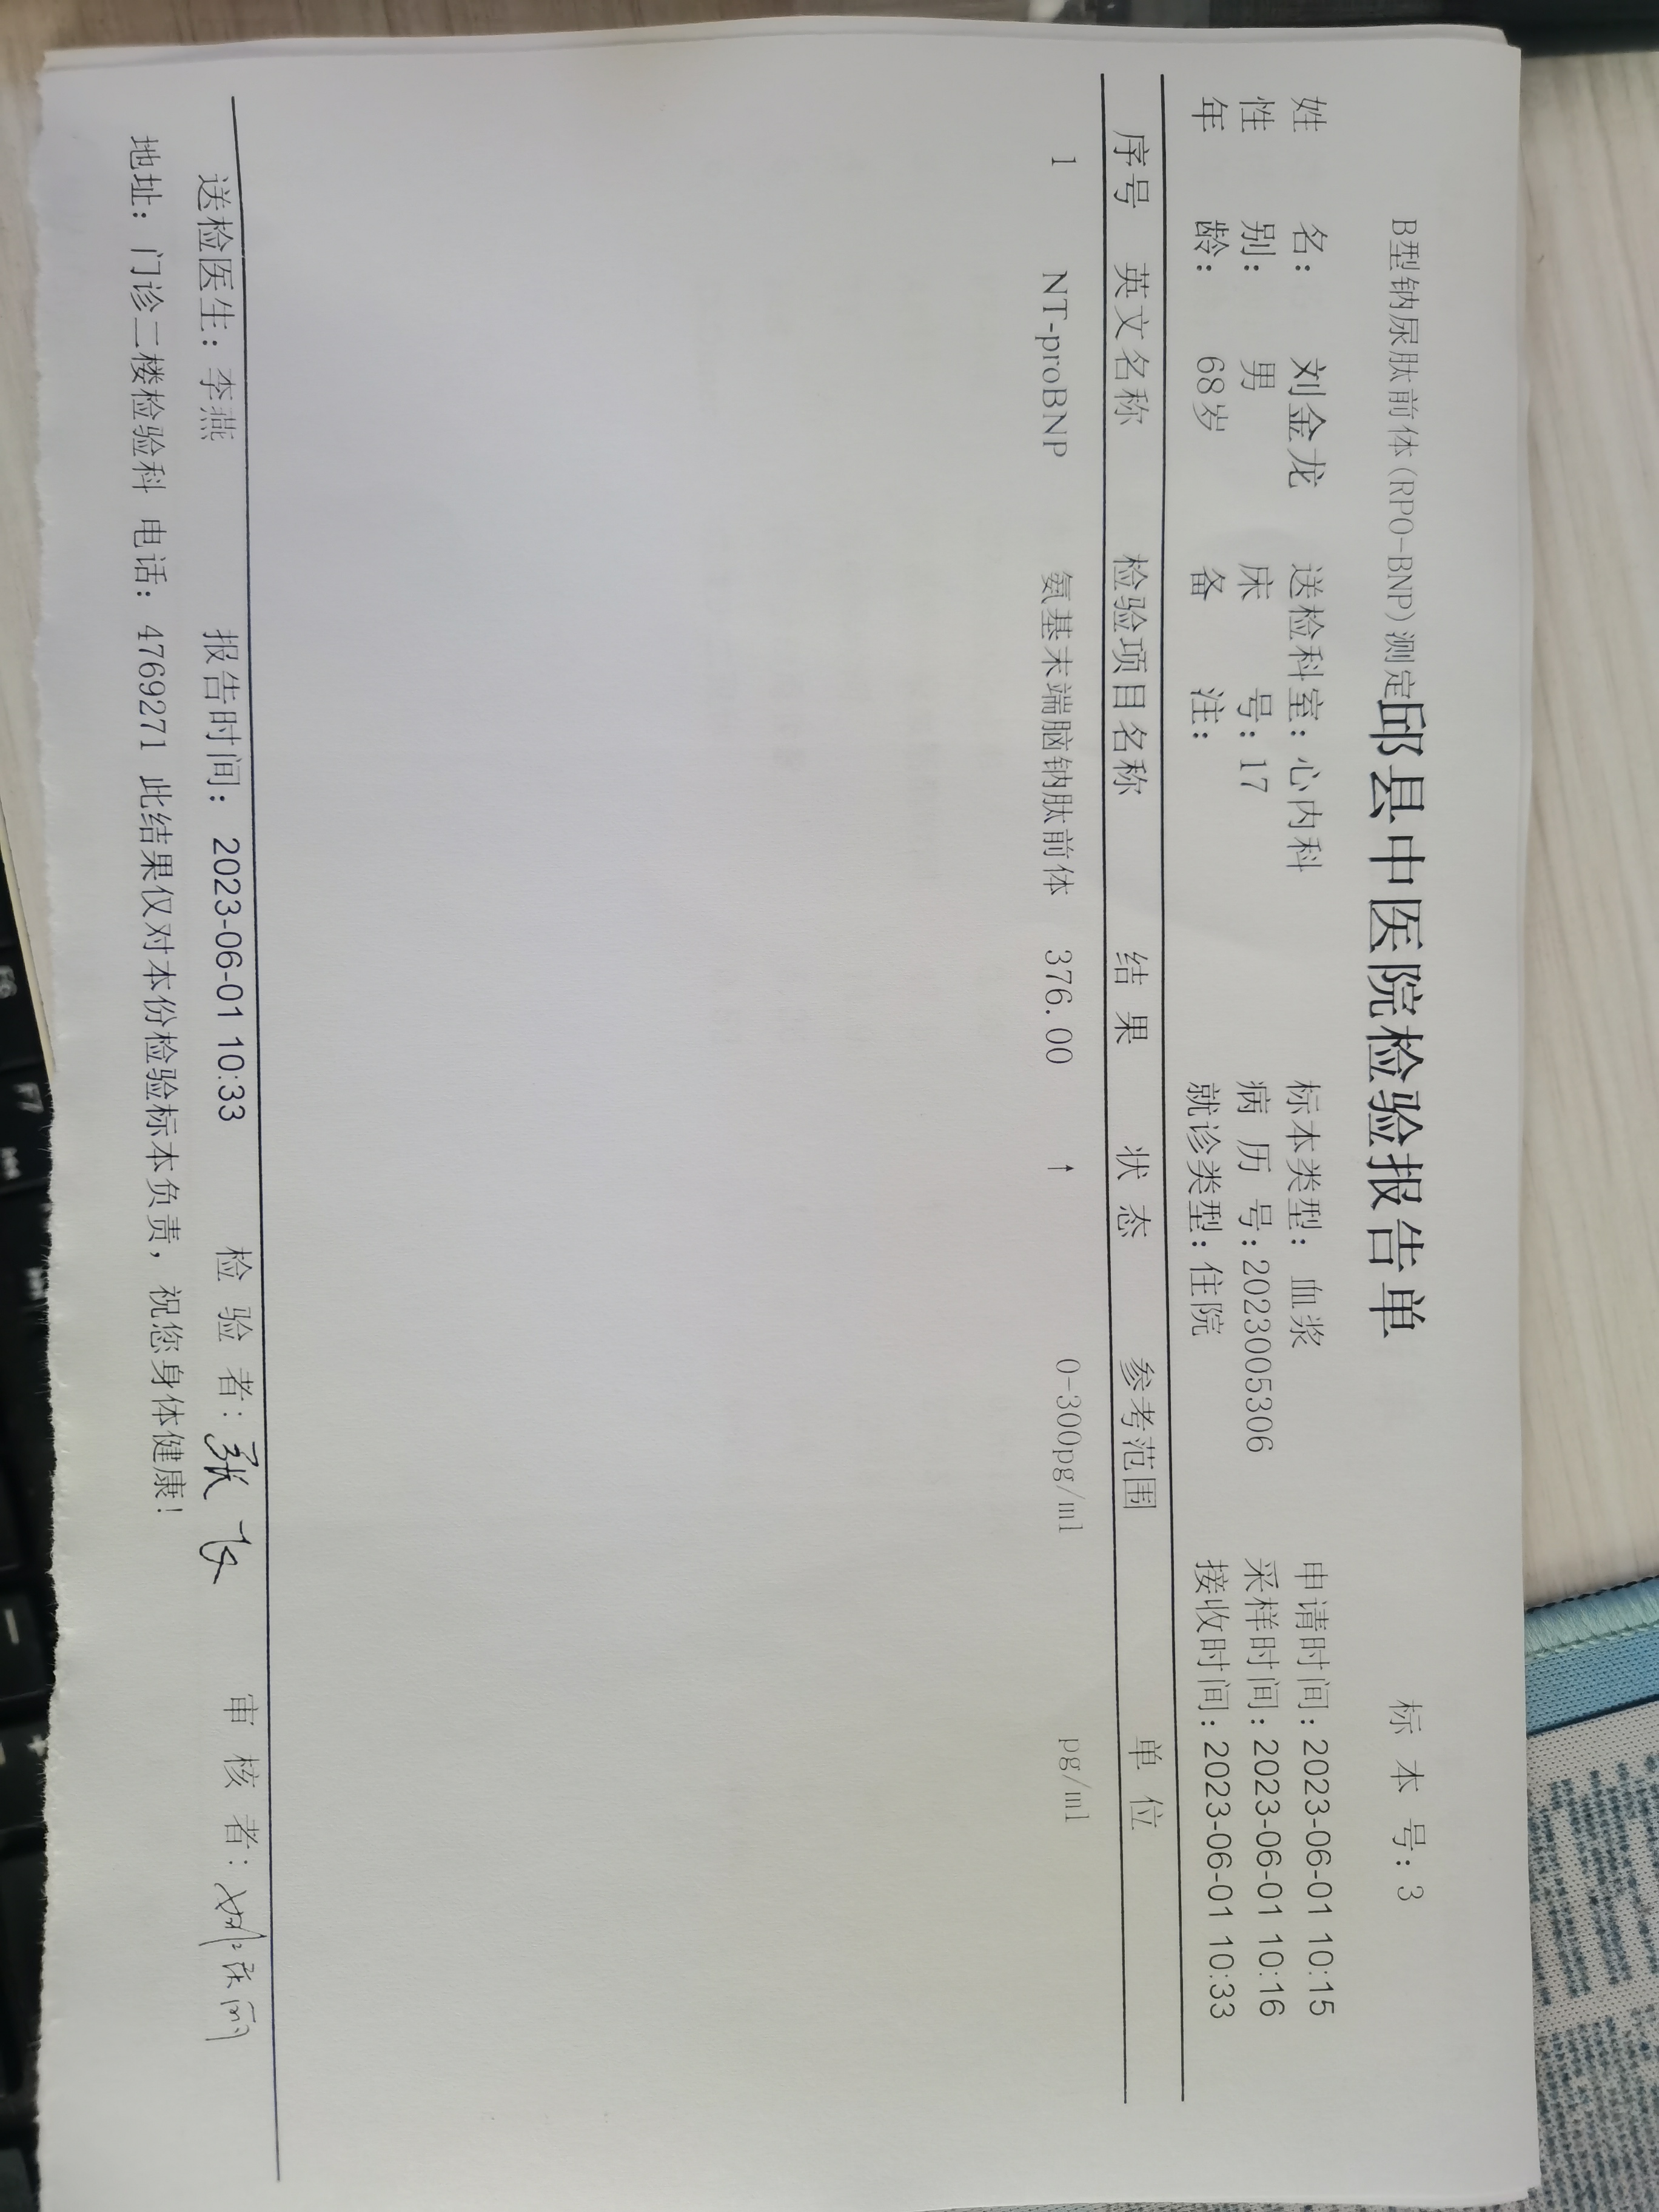 邱县中医院检验报告单
B型钠尿肽前体(RPO-BNP)测定 标 本 号:3
姓 名: 刘金龙 送检科室: 心内科 标本类型: 血浆 申请时间: 2023-06-01 10:15
性 别: 男 床 号: 17 病 历 号: 2023005306 采样时间: 2023-06-01 10:16
年 龄: 68岁 备 注: 就诊类型: 住院 接收时间: 2023-06-01 10:33
序号 英文名称 检验项目名称 结 果 状 态 参考范围 单 位
1 NT-proBNP 氨基末端脑钠肽前体 376.00 ↑ 0-300pg/ml pg/ml
送检医生: 李燕 报告时间: 2023-06-01 10:33 检 验 者: 张 审 核 者:
地址: 门诊二楼检验科 电话: 4769271 此结果仅对本份检验标本负责, 祝您身体健康!
F6
F7